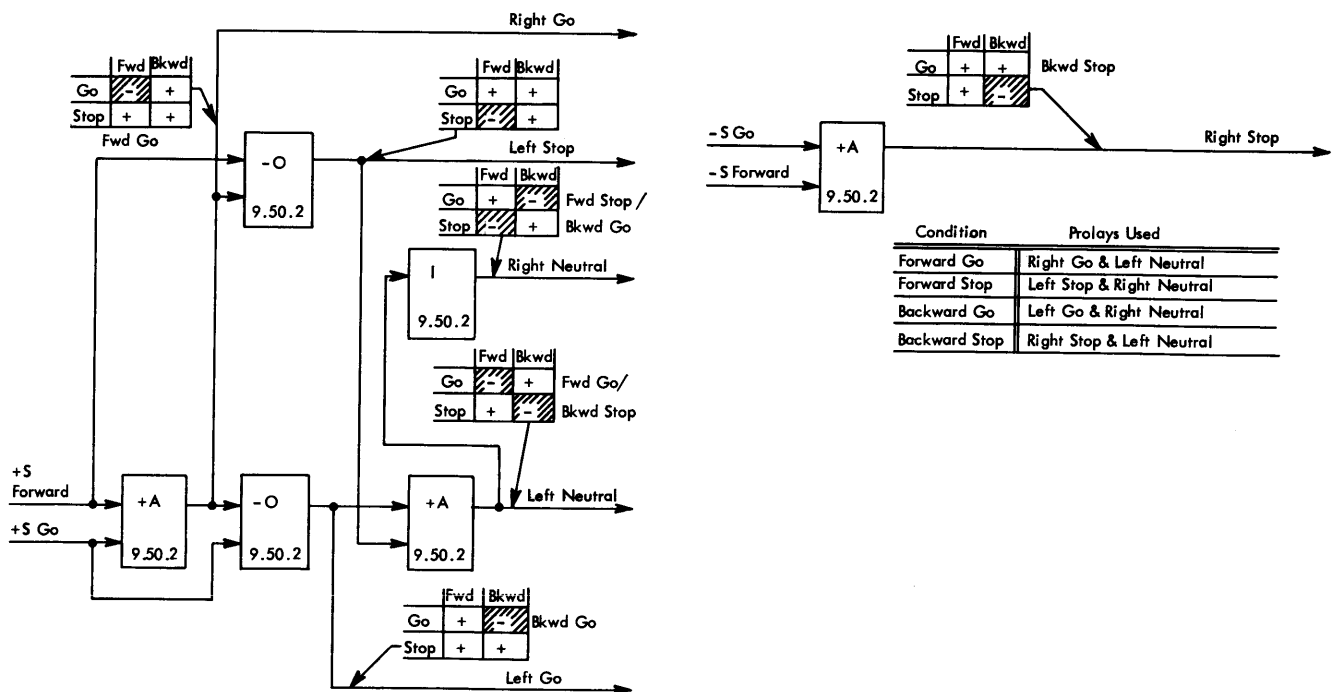 Right Go
Fwd Bkwd
Go - +
Stop + +
Fwd Go
Fwd Bkwd
Go + +
Stop - +
-O
9.50.2
Left Stop
Fwd Bkwd
Go + -
Stop - +
Fwd Stop /
Bkwd Go
I
9.50.2
Right Neutral
Fwd Bkwd
Go - +
Stop + -
Fwd Go/
Bkwd Stop
+S
Forward
+S Go
+A
9.50.2
-O
9.50.2
+A
9.50.2
Left Neutral
Fwd Bkwd
Go + -
Stop + +
Bkwd Go
Left Go
Fwd Bkwd
Go + +
Stop + -
Bkwd Stop
-S Go
-S Forward
+A
9.50.2
Right Stop
Condition Prolays Used
Forward Go Right Go & Left Neutral
Forward Stop Left Stop & Right Neutral
Backward Go Left Go & Right Neutral
Backward Stop Right Stop & Left Neutral